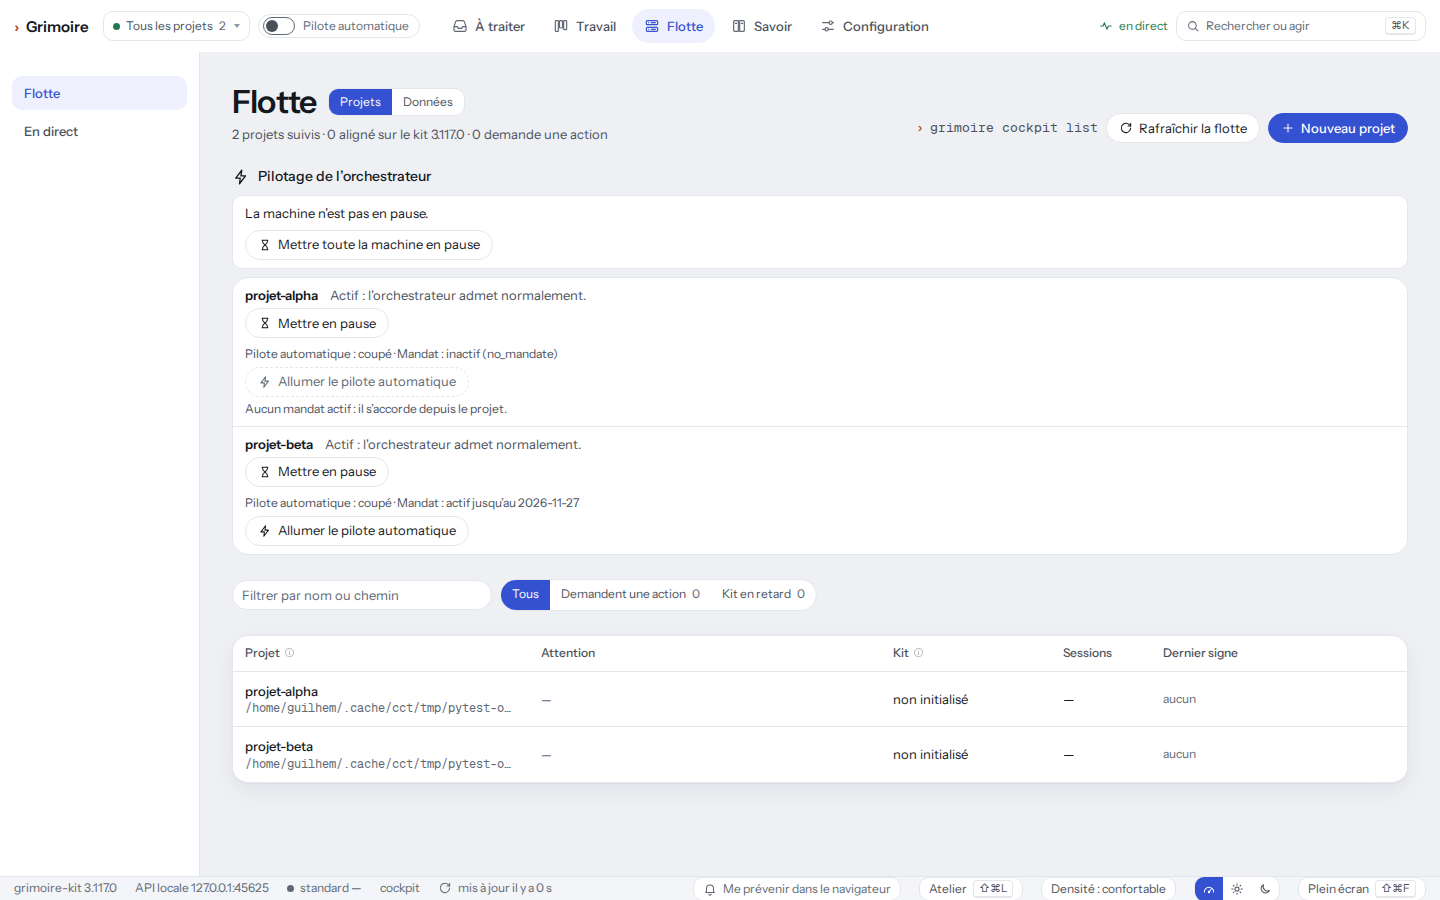 › Grimoire
Tous les projets 2
Pilote automatique
À traiter
Travail
Flotte
Savoir
Configuration
en direct
Rechercher ou agir
⌘K
Flotte
En direct
Flotte
Projets
Données
2 projets suivis · 0 aligné sur le kit 3.117.0 · 0 demande une action
› grimoire cockpit list
Rafraîchir la flotte
Nouveau projet
Pilotage de l'orchestrateur
La machine n'est pas en pause.
Mettre toute la machine en pause
projet-alpha Actif : l'orchestrateur admet normalement.
Mettre en pause
Pilote automatique : coupé · Mandat : inactif (no_mandate)
Allumer le pilote automatique
Aucun mandat actif : il s'accorde depuis le projet.
projet-beta Actif : l'orchestrateur admet normalement.
Mettre en pause
Pilote automatique : coupé · Mandat : actif jusqu'au 2026-11-27
Allumer le pilote automatique
Filtrer par nom ou chemin
Tous
Demandent une action 0
Kit en retard 0
Projet
Attention
Kit
Sessions
Dernier signe
projet-alpha
/home/guilhem/.cache/cct/tmp/pytest-o…
—
non initialisé
—
aucun
projet-beta
/home/guilhem/.cache/cct/tmp/pytest-o…
—
non initialisé
—
aucun
grimoire-kit 3.117.0
API locale 127.0.0.1:45625
standard —
cockpit
mis à jour il y a 0 s
Me prévenir dans le navigateur
Atelier ⇧⌘L
Densité : confortable
Plein écran ⇧⌘F